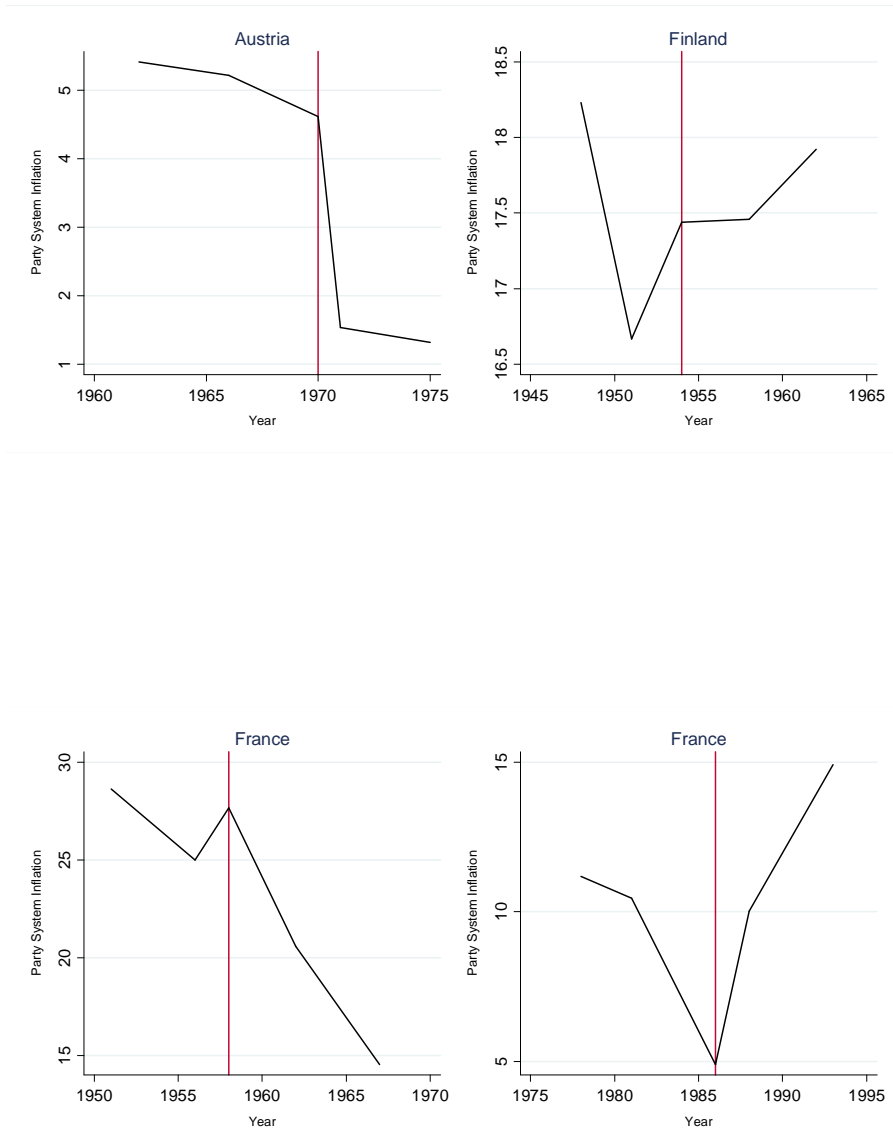 Austria
Party System Inflation
5
4
3
2
1
1960 1965 1970 1975
Year
Finland
Party System Inflation
18.5
18
17.5
17
16.5
1945 1950 1955 1960 1965
Year
France
Party System Inflation
30
25
20
15
1950 1955 1960 1965 1970
Year
France
Party System Inflation
15
10
5
1975 1980 1985 1990 1995
Year